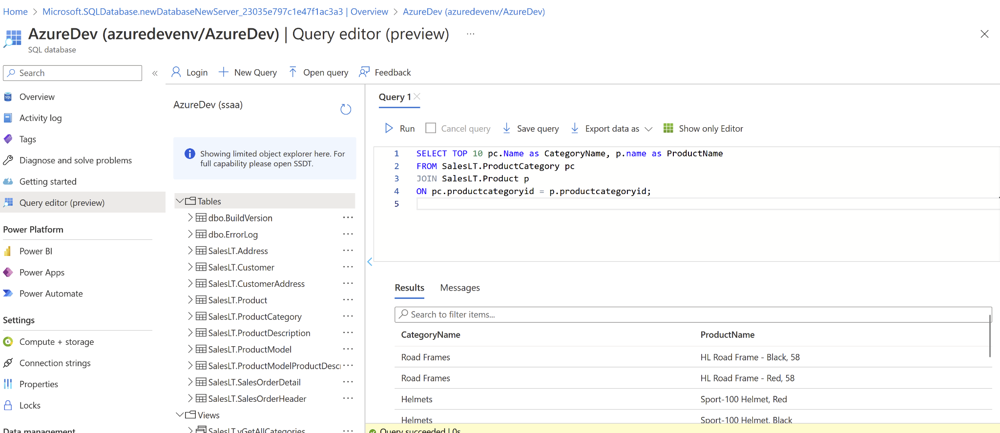 Home > Microsoft.SQLDatabase.newDatabaseNewServer_23035e797c1e47f1ac3a3 | Overview > AzureDev (azuredevenv/AzureDev)
AzureDev (azuredevenv/AzureDev) | Query editor (preview) ...
SQL database
Search
«
Overview
Activity log
Tags
Diagnose and solve problems
Getting started
Query editor (preview)
Power Platform
Power BI
Power Apps
Power Automate
Settings
Compute + storage
Connection strings
Properties
Locks
Data management
Login
New Query
Open query
Feedback
AzureDev (ssaa)
Showing limited object explorer here. For
full capability please open SSDT.
Tables
dbo.BuildVersion ...
dbo.ErrorLog ...
SalesLT.Address ...
SalesLT.Customer ...
SalesLT.CustomerAddress ...
SalesLT.Product ...
SalesLT.ProductCategory ...
SalesLT.ProductDescription ...
SalesLT.ProductModel ...
SalesLT.ProductModelProductDesc ...
SalesLT.SalesOrderDetail ...
SalesLT.SalesOrderHeader ...
Views
SalesLT.vGetAllCategories ...
Query 1
Run
Cancel query
Save query
Export data as
Show only Editor
1 SELECT TOP 10 pc.Name as CategoryName, p.name as ProductName
2 FROM SalesLT.ProductCategory pc
3 JOIN SalesLT.Product p
4 ON pc.productcategoryid = p.productcategoryid;
5
Results Messages
Search to filter items...
CategoryName ProductName
Road Frames HL Road Frame - Black, 58
Road Frames HL Road Frame - Red, 58
Helmets Sport-100 Helmet, Red
Helmets Sport-100 Helmet, Black
Query succeeded | 0s